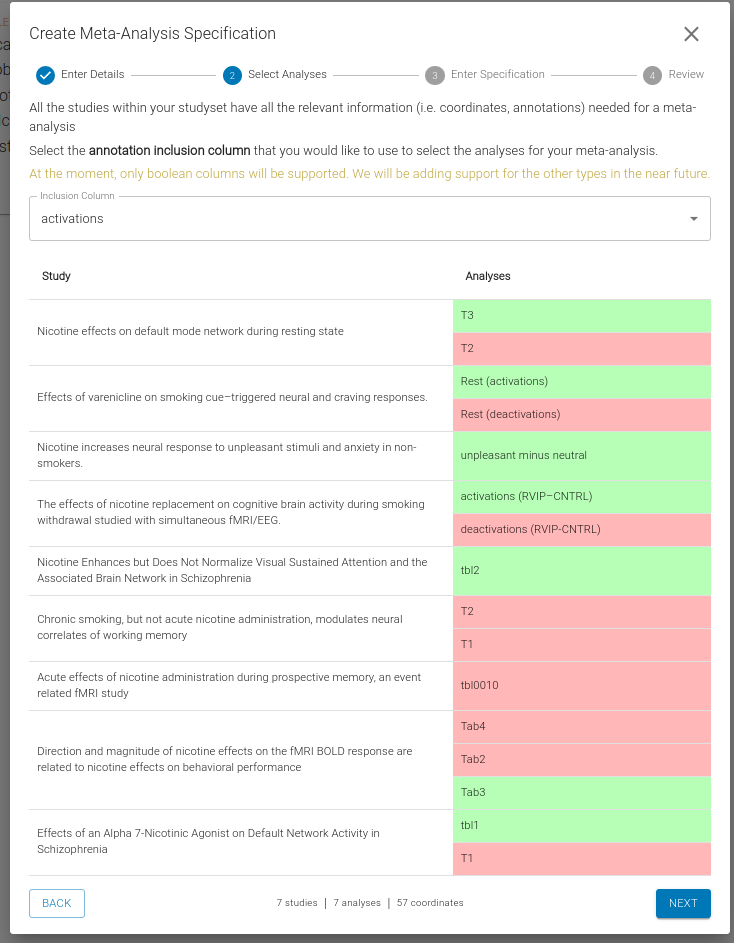 Create Meta-Analysis Specification
Enter Details
2 Select Analyses
3 Enter Specification
4 Review
All the studies within your studyset have all the relevant information (i.e. coordinates, annotations) needed for a meta-
analysis
Select the annotation inclusion column that you would like to use to select the analyses for your meta-analysis.
At the moment, only boolean columns will be supported. We will be adding support for the other types in the near future.
Inclusion Column
activations
Study
Analyses
Nicotine effects on default mode network during resting state
T3
T2
Effects of varenicline on smoking cue–triggered neural and craving responses.
Rest (activations)
Rest (deactivations)
Nicotine increases neural response to unpleasant stimuli and anxiety in non-
smokers.
unpleasant minus neutral
The effects of nicotine replacement on cognitive brain activity during smoking
withdrawal studied with simultaneous fMRI/EEG.
activations (RVIP–CNTRL)
deactivations (RVIP-CNTRL)
Nicotine Enhances but Does Not Normalize Visual Sustained Attention and the
Associated Brain Network in Schizophrenia
tbl2
Chronic smoking, but not acute nicotine administration, modulates neural
correlates of working memory
T2
T1
Acute effects of nicotine administration during prospective memory, an event
related fMRI study
tbl0010
Direction and magnitude of nicotine effects on the fMRI BOLD response are
related to nicotine effects on behavioral performance
Tab4
Tab2
Tab3
Effects of an Alpha 7-Nicotinic Agonist on Default Network Activity in
Schizophrenia
tbl1
T1
BACK
7 studies | 7 analyses | 57 coordinates
NEXT